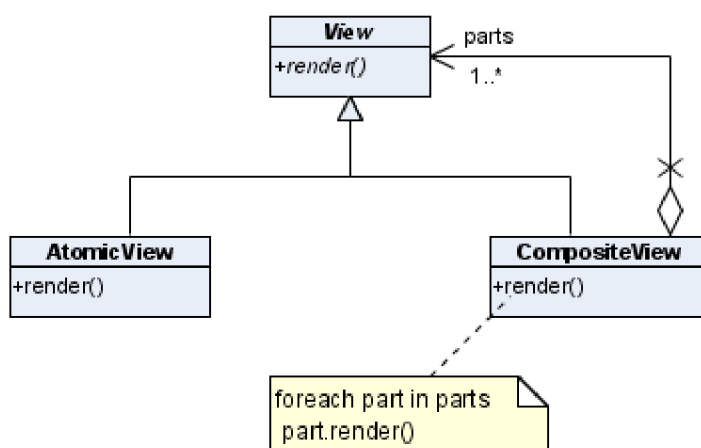 View
+render()
parts
1..*
AtomicView
+render()
CompositeView
+render()
foreach part in parts
part.render()